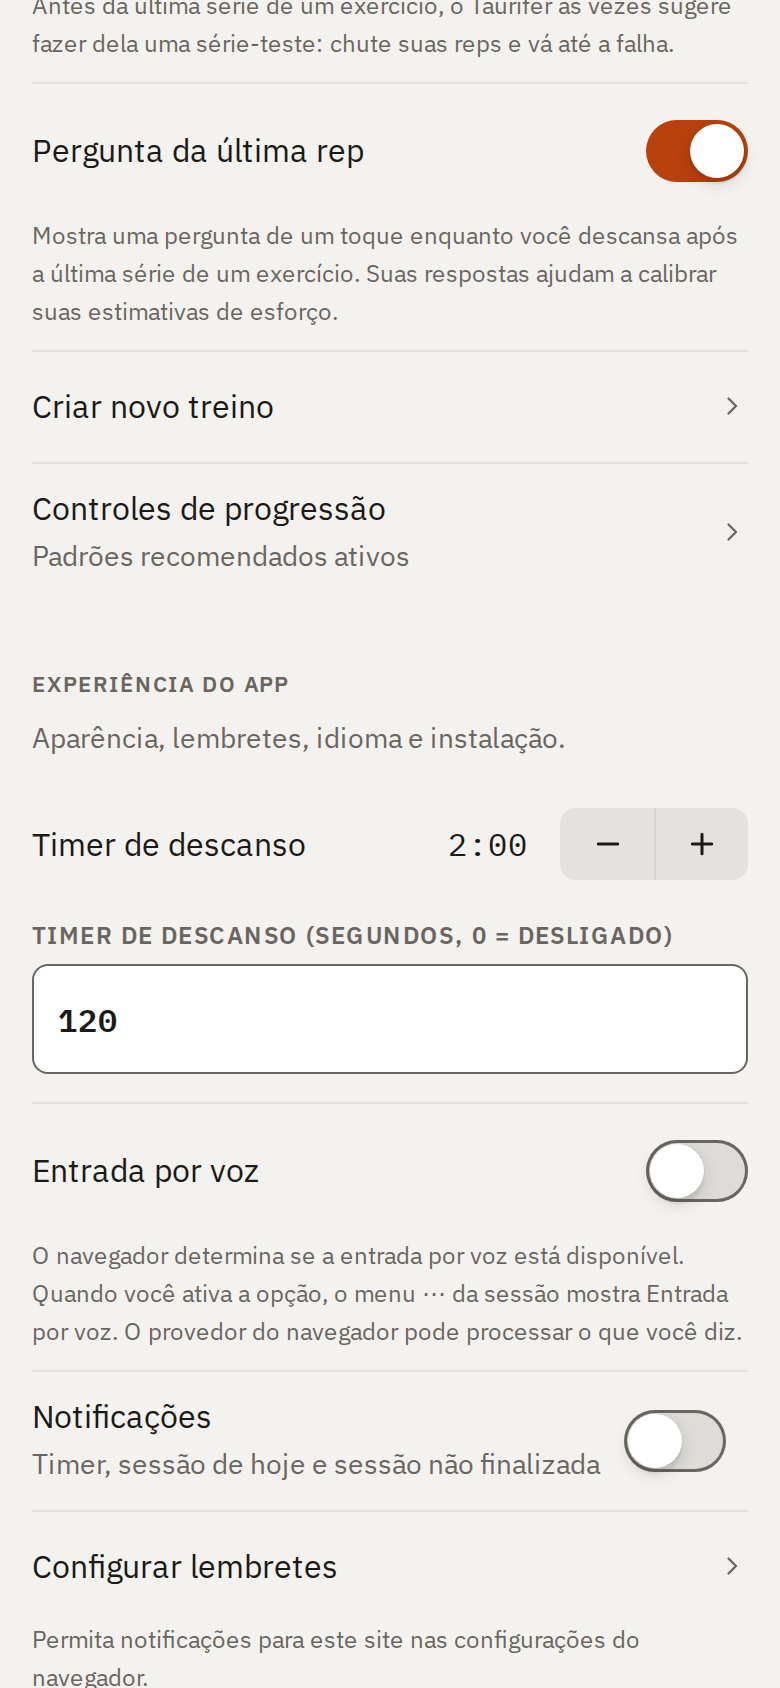 Antes da última série de um exercício, o Taurifer às vezes sugere
fazer dela uma série-teste: chute suas reps e vá até a falha.
Pergunta da última rep
Mostra uma pergunta de um toque enquanto você descansa após
a última série de um exercício. Suas respostas ajudam a calibrar
suas estimativas de esforço.
Criar novo treino
Controles de progressão
Padrões recomendados ativos
EXPERIÊNCIA DO APP
Aparência, lembretes, idioma e instalação.
Timer de descanso 2:00 − +
TIMER DE DESCANSO (SEGUNDOS, 0 = DESLIGADO)
120
Entrada por voz
O navegador determina se a entrada por voz está disponível.
Quando você ativa a opção, o menu ⋯ da sessão mostra Entrada
por voz. O provedor do navegador pode processar o que você diz.
Notificações
Timer, sessão de hoje e sessão não finalizada
Configurar lembretes
Permita notificações para este site nas configurações do
navegador.